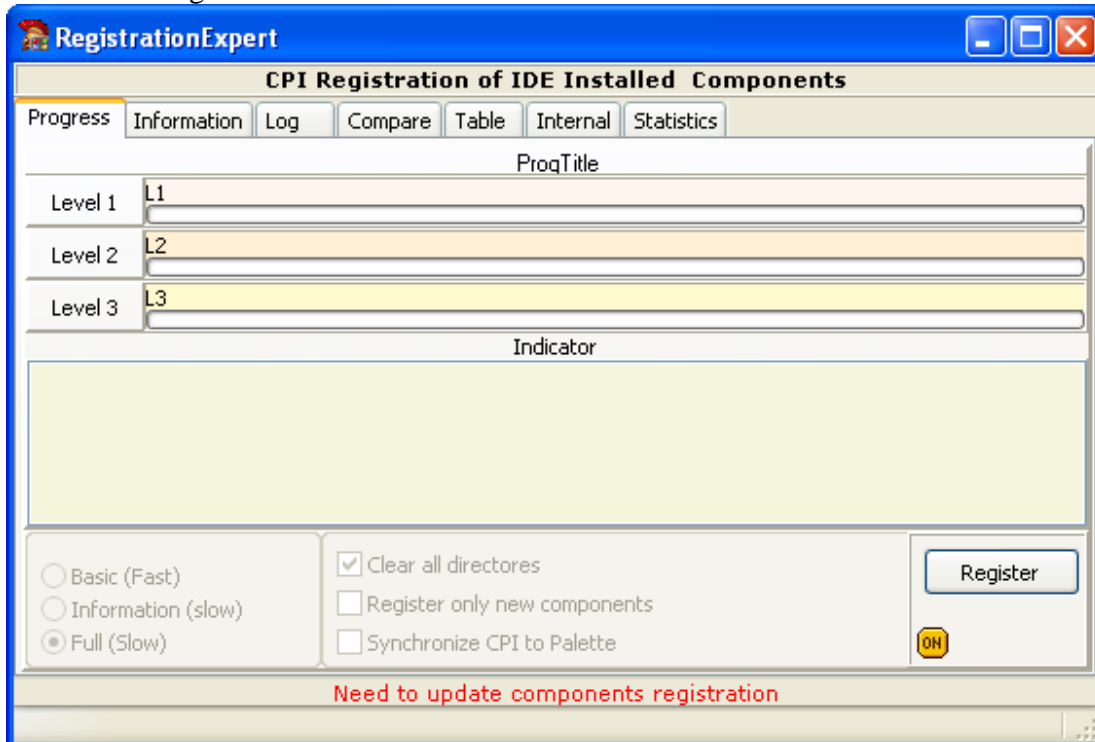 RegistrationExpert
CPI Registration of IDE Installed Components
Progress Information Log Compare Table Internal Statistics
ProgTitle
Level 1 L1
Level 2 L2
Level 3 L3
Indicator
Basic (Fast)
Information (slow)
Full (Slow)
Clear all directores
Register only new components
Synchronize CPI to Palette
Register
ON
Need to update components registration